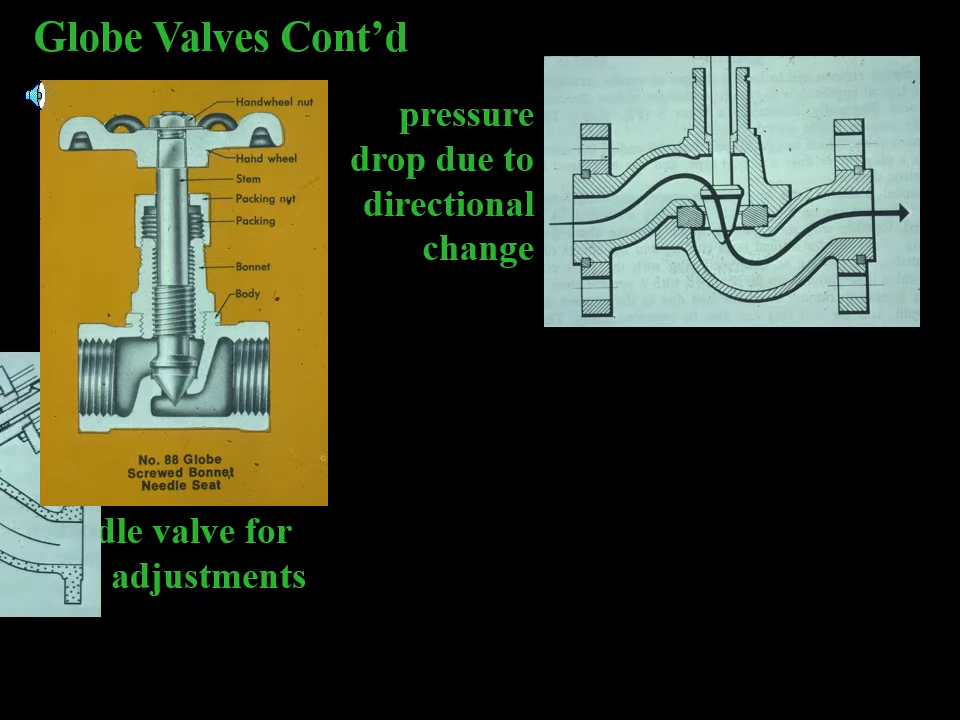 Globe Valves Cont’d
Handwheel nut
Hand wheel
Stem
Packing nut
Packing
Bonnet
Body
No. 88 Globe
Screwed Bonnet
Needle Seat
pressure
drop due to
directional
change
dle valve for
adjustments